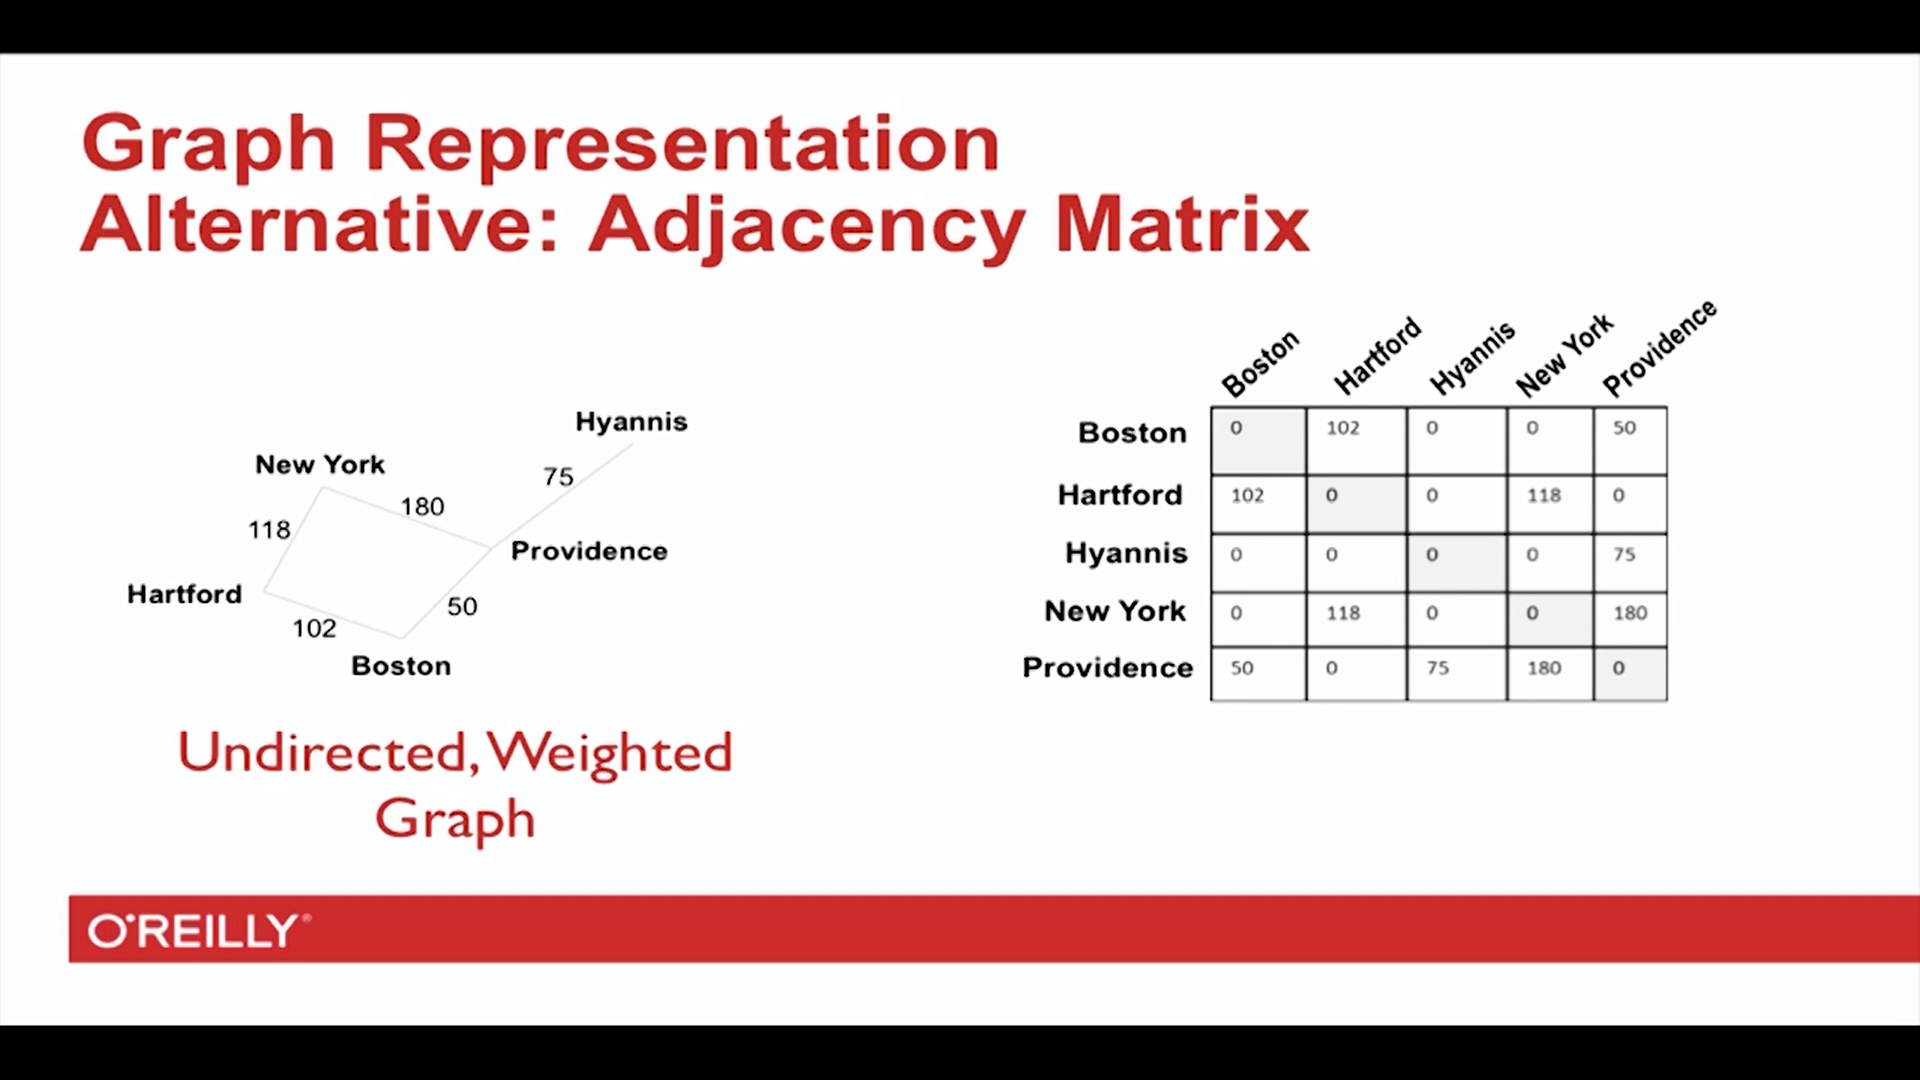 Graph Representation
Alternative: Adjacency Matrix
Hyannis
New York
75
180
118
Providence
Hartford
50
102
Boston
Undirected, Weighted
Graph
Boston Hartford Hyannis New York Providence
Boston 0 102 0 0 50
Hartford 102 0 0 118 0
Hyannis 0 0 0 0 75
New York 0 118 0 0 180
Providence 50 0 75 180 0
O'REILLY®